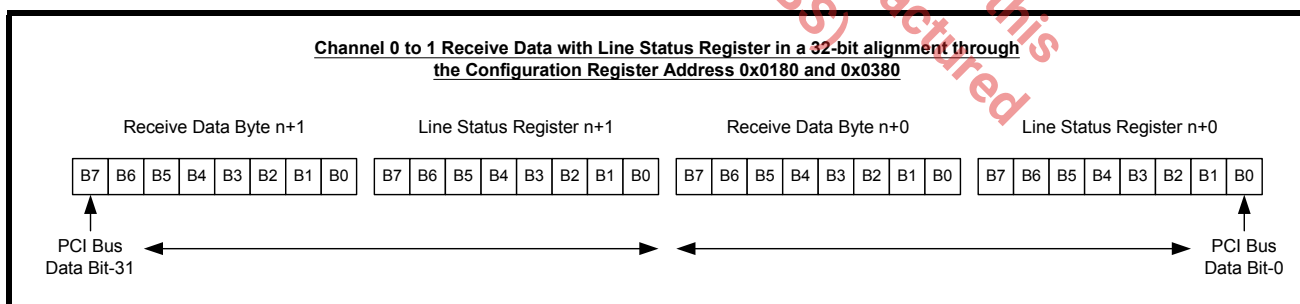 this
(OBS)
factured
Channel 0 to 1 Receive Data with Line Status Register in a 32-bit alignment through
the Configuration Register Address 0x0180 and 0x0380
Receive Data Byte n+1 Line Status Register n+1 Receive Data Byte n+0 Line Status Register n+0
B7 B6 B5 B4 B3 B2 B1 B0 B7 B6 B5 B4 B3 B2 B1 B0 B7 B6 B5 B4 B3 B2 B1 B0 B7 B6 B5 B4 B3 B2 B1 B0
PCI Bus PCI Bus
Data Bit-31 Data Bit-0